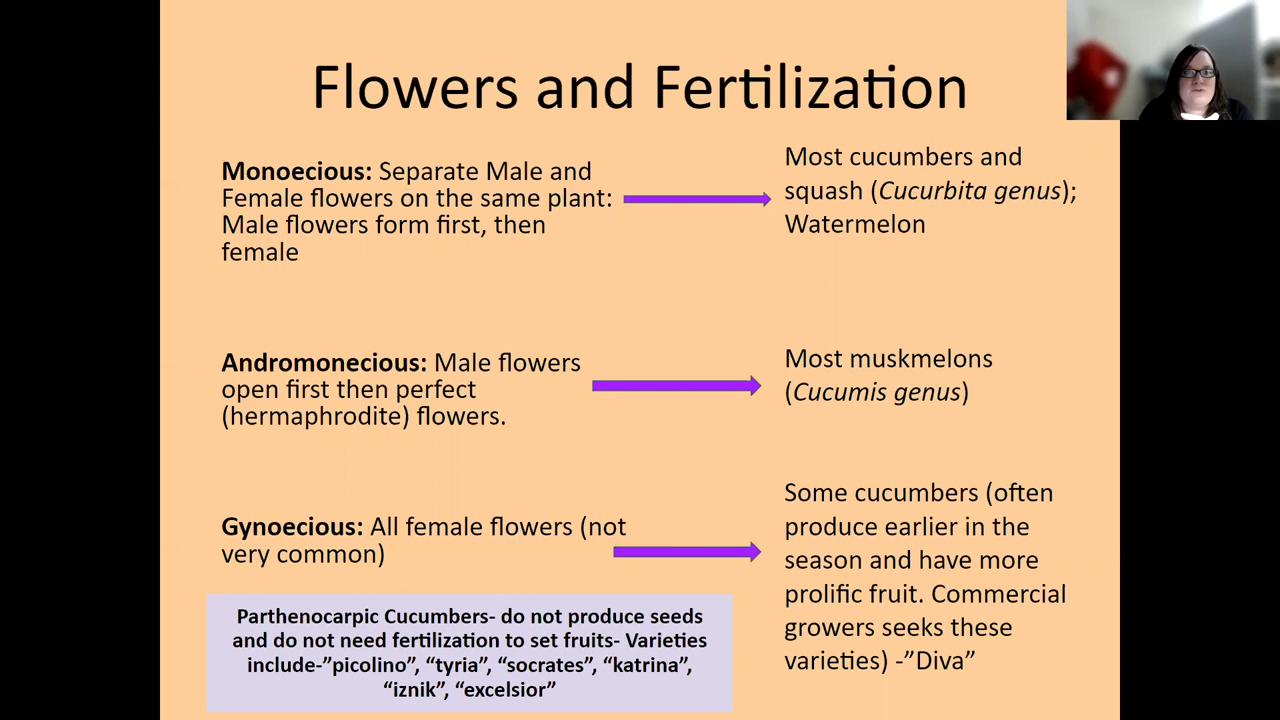 Flowers and Fertilization
Monoecious: Separate Male and
Female flowers on the same plant:
Male flowers form first, then
female
Most cucumbers and
squash (Cucurbita genus);
Watermelon
Andromonecious: Male flowers
open first then perfect
(hermaphrodite) flowers.
Most muskmelons
(Cucumis genus)
Gynoecious: All female flowers (not
very common)
Some cucumbers (often
produce earlier in the
season and have more
prolific fruit. Commercial
growers seeks these
varieties) -”Diva”
Parthenocarpic Cucumbers- do not produce seeds
and do not need fertilization to set fruits- Varieties
include-”picolino”, “tyria”, “socrates”, “katrina”,
“iznik”, “excelsior”